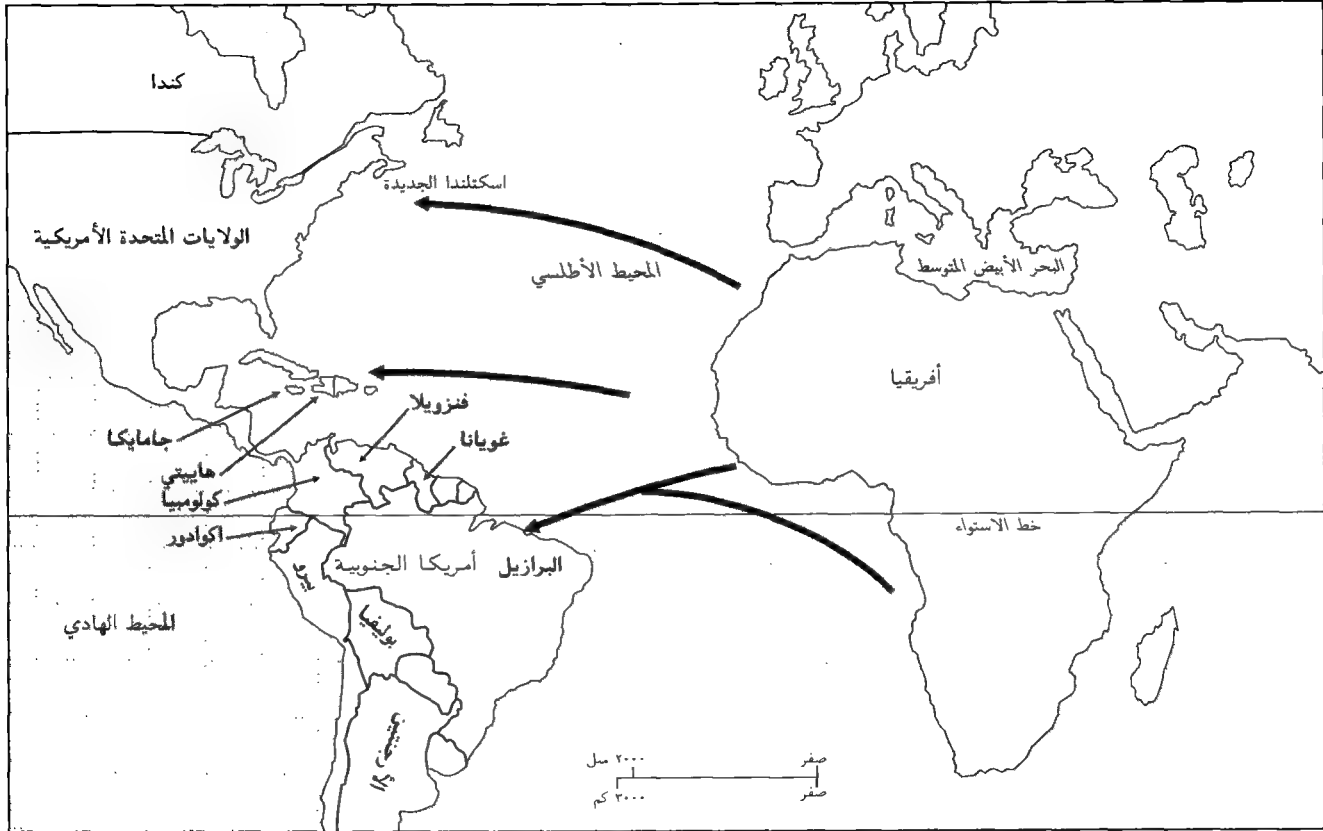 كندا
اسكتلندا الجديدة
الولايات المتحدة الأمريكية
المحيط الأطلسي
البحر الأبيض المتوسط
أفريقيا
فنزويلا
جامايكا
غويانا
هاييتي
كولومبيا
خط الاستواء
اكوادور
البرازيل
أمريكا الجنوبية
بيرو
المحيط الهادي
بوليفيا
الأرجنتين
صفر
٢٠٠٠ ميل
صفر
٣٠٠٠ كم